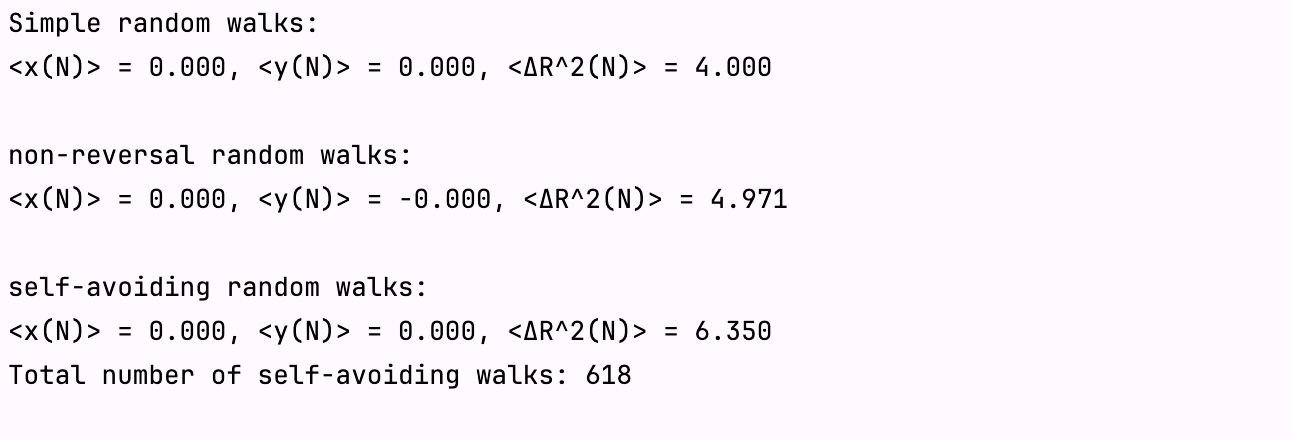 Simple random walks:
<x(N)> = 0.000, <y(N)> = 0.000, <ΔR^2(N)> = 4.000
non-reversal random walks:
<x(N)> = 0.000, <y(N)> = -0.000, <ΔR^2(N)> = 4.971
self-avoiding random walks:
<x(N)> = 0.000, <y(N)> = 0.000, <ΔR^2(N)> = 6.350
Total number of self-avoiding walks: 618